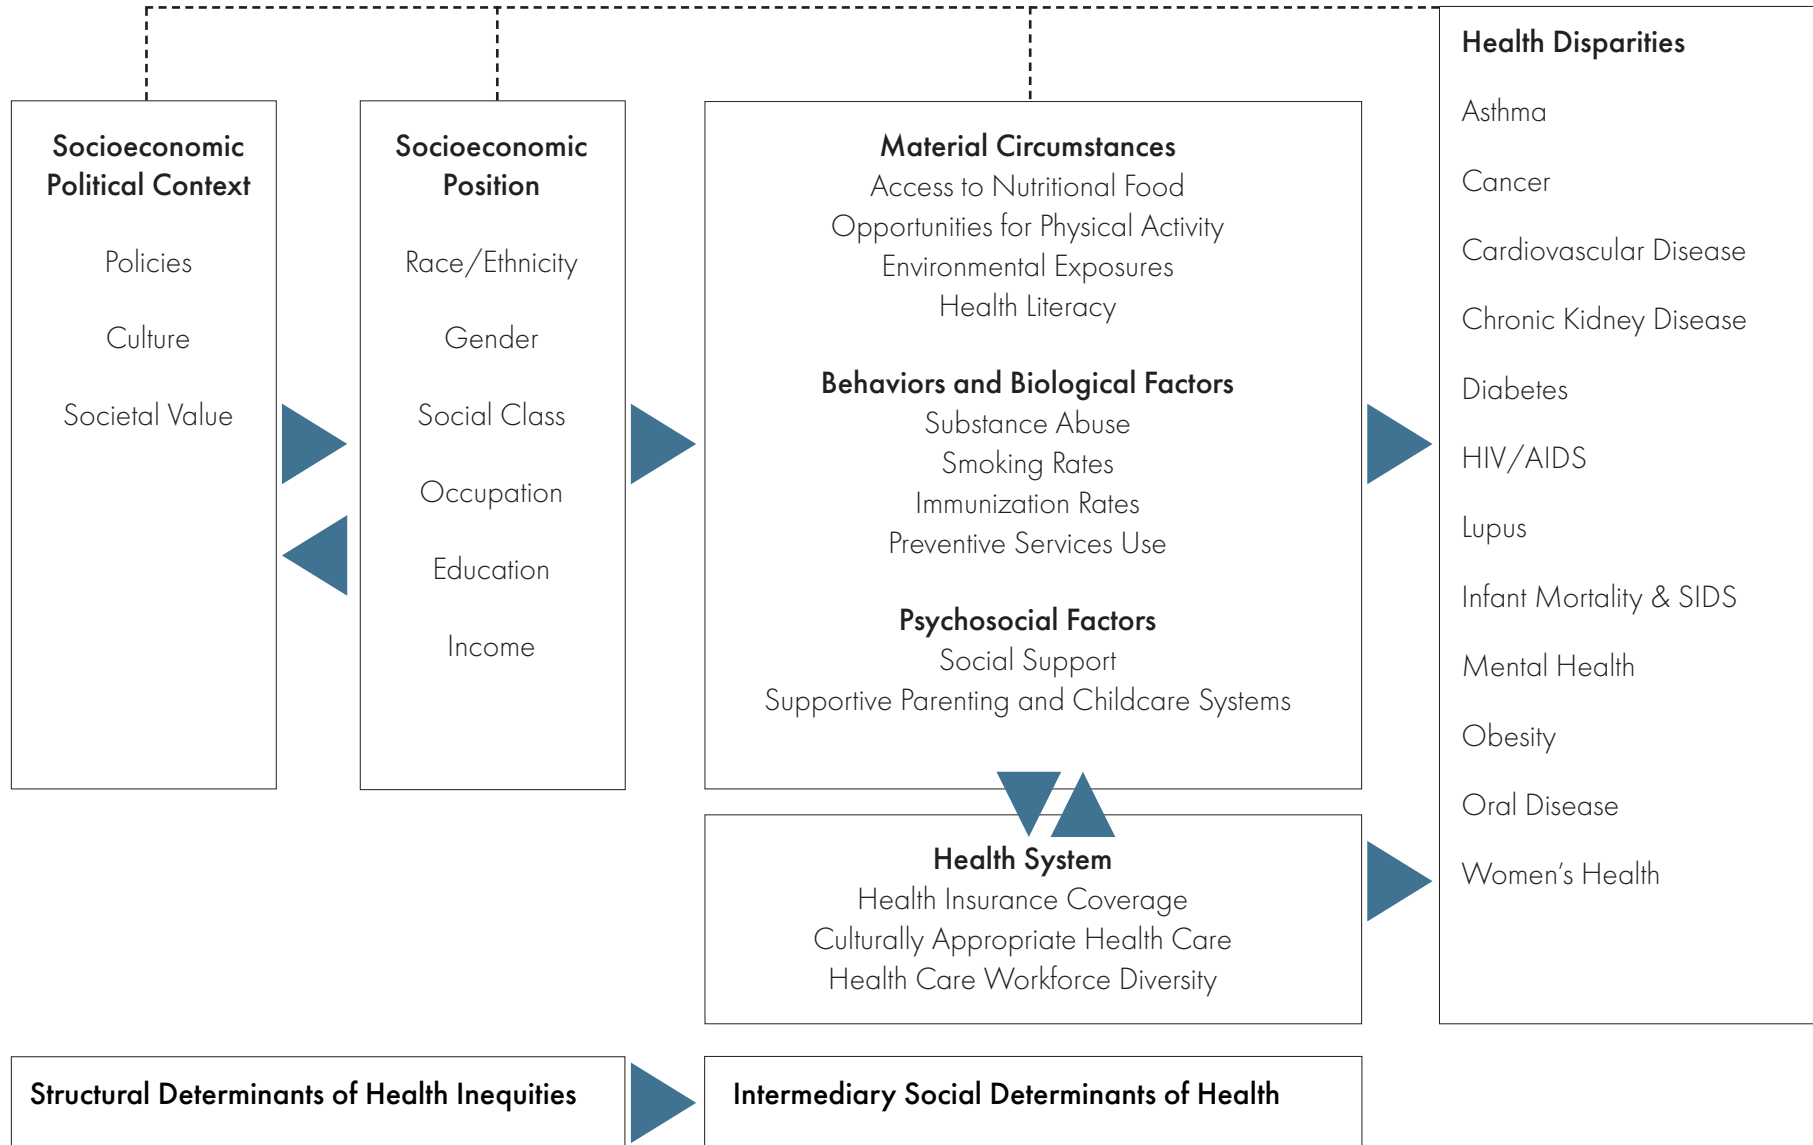 Socioeconomic
Political Context
Policies
Culture
Societal Value
Socioeconomic
Position
Race/Ethnicity
Gender
Social Class
Occupation
Education
Income
Material Circumstances
Access to Nutritional Food
Opportunities for Physical Activity
Environmental Exposures
Health Literacy
Behaviors and Biological Factors
Substance Abuse
Smoking Rates
Immunization Rates
Preventive Services Use
Psychosocial Factors
Social Support
Supportive Parenting and Childcare Systems
Health System
Health Insurance Coverage
Culturally Appropriate Health Care
Health Care Workforce Diversity
Health Disparities
Asthma
Cancer
Cardiovascular Disease
Chronic Kidney Disease
Diabetes
HIV/AIDS
Lupus
Infant Mortality & SIDS
Mental Health
Obesity
Oral Disease
Women's Health
Structural Determinants of Health Inequities
Intermediary Social Determinants of Health